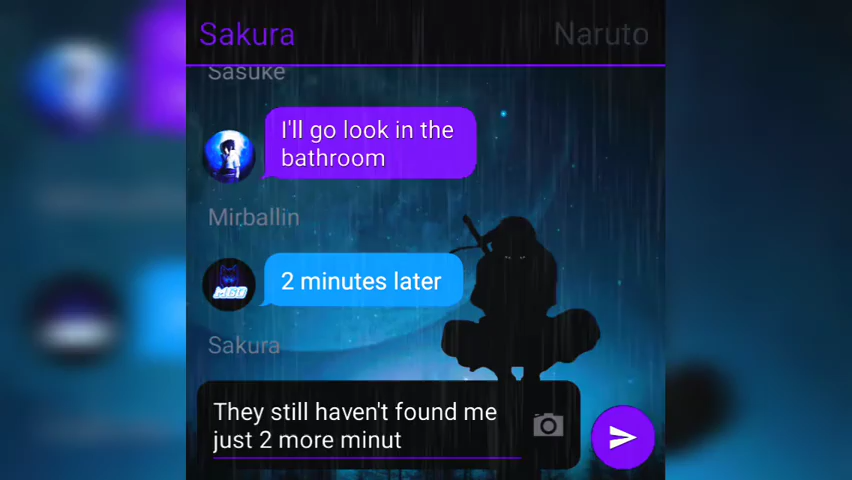 Sakura
Naruto
Sasuke
I'll go look in the
bathroom
Mirballin
2 minutes later
MGO
Sakura
They still haven't found me
just 2 more minut